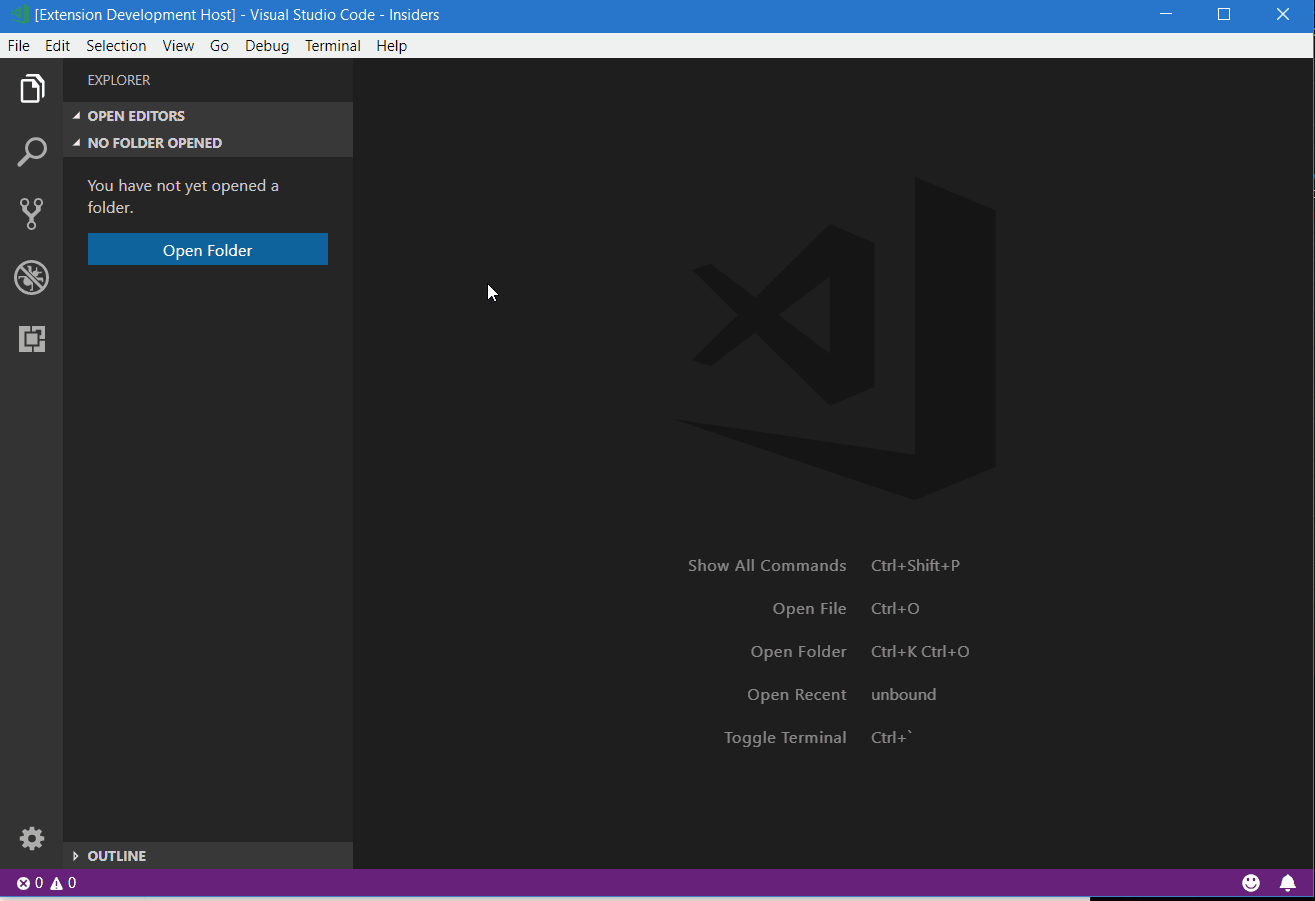 [Extension Development Host] - Visual Studio Code - Insiders
File Edit Selection View Go Debug Terminal Help
EXPLORER
OPEN EDITORS
NO FOLDER OPENED
You have not yet opened a
folder.
Open Folder
Show All Commands Ctrl+Shift+P
Open File Ctrl+O
Open Folder Ctrl+K Ctrl+O
Open Recent unbound
Toggle Terminal Ctrl+`
OUTLINE
0 0